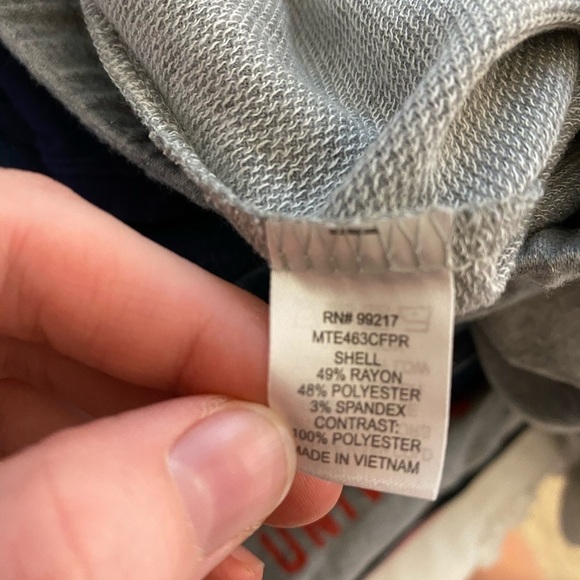 RN# 99217
MTE463CFPR
SHELL
49% RAYON
48% POLYESTER
3% SPANDEX
CONTRAST:
100% POLYESTER
MADE IN VIETNAM